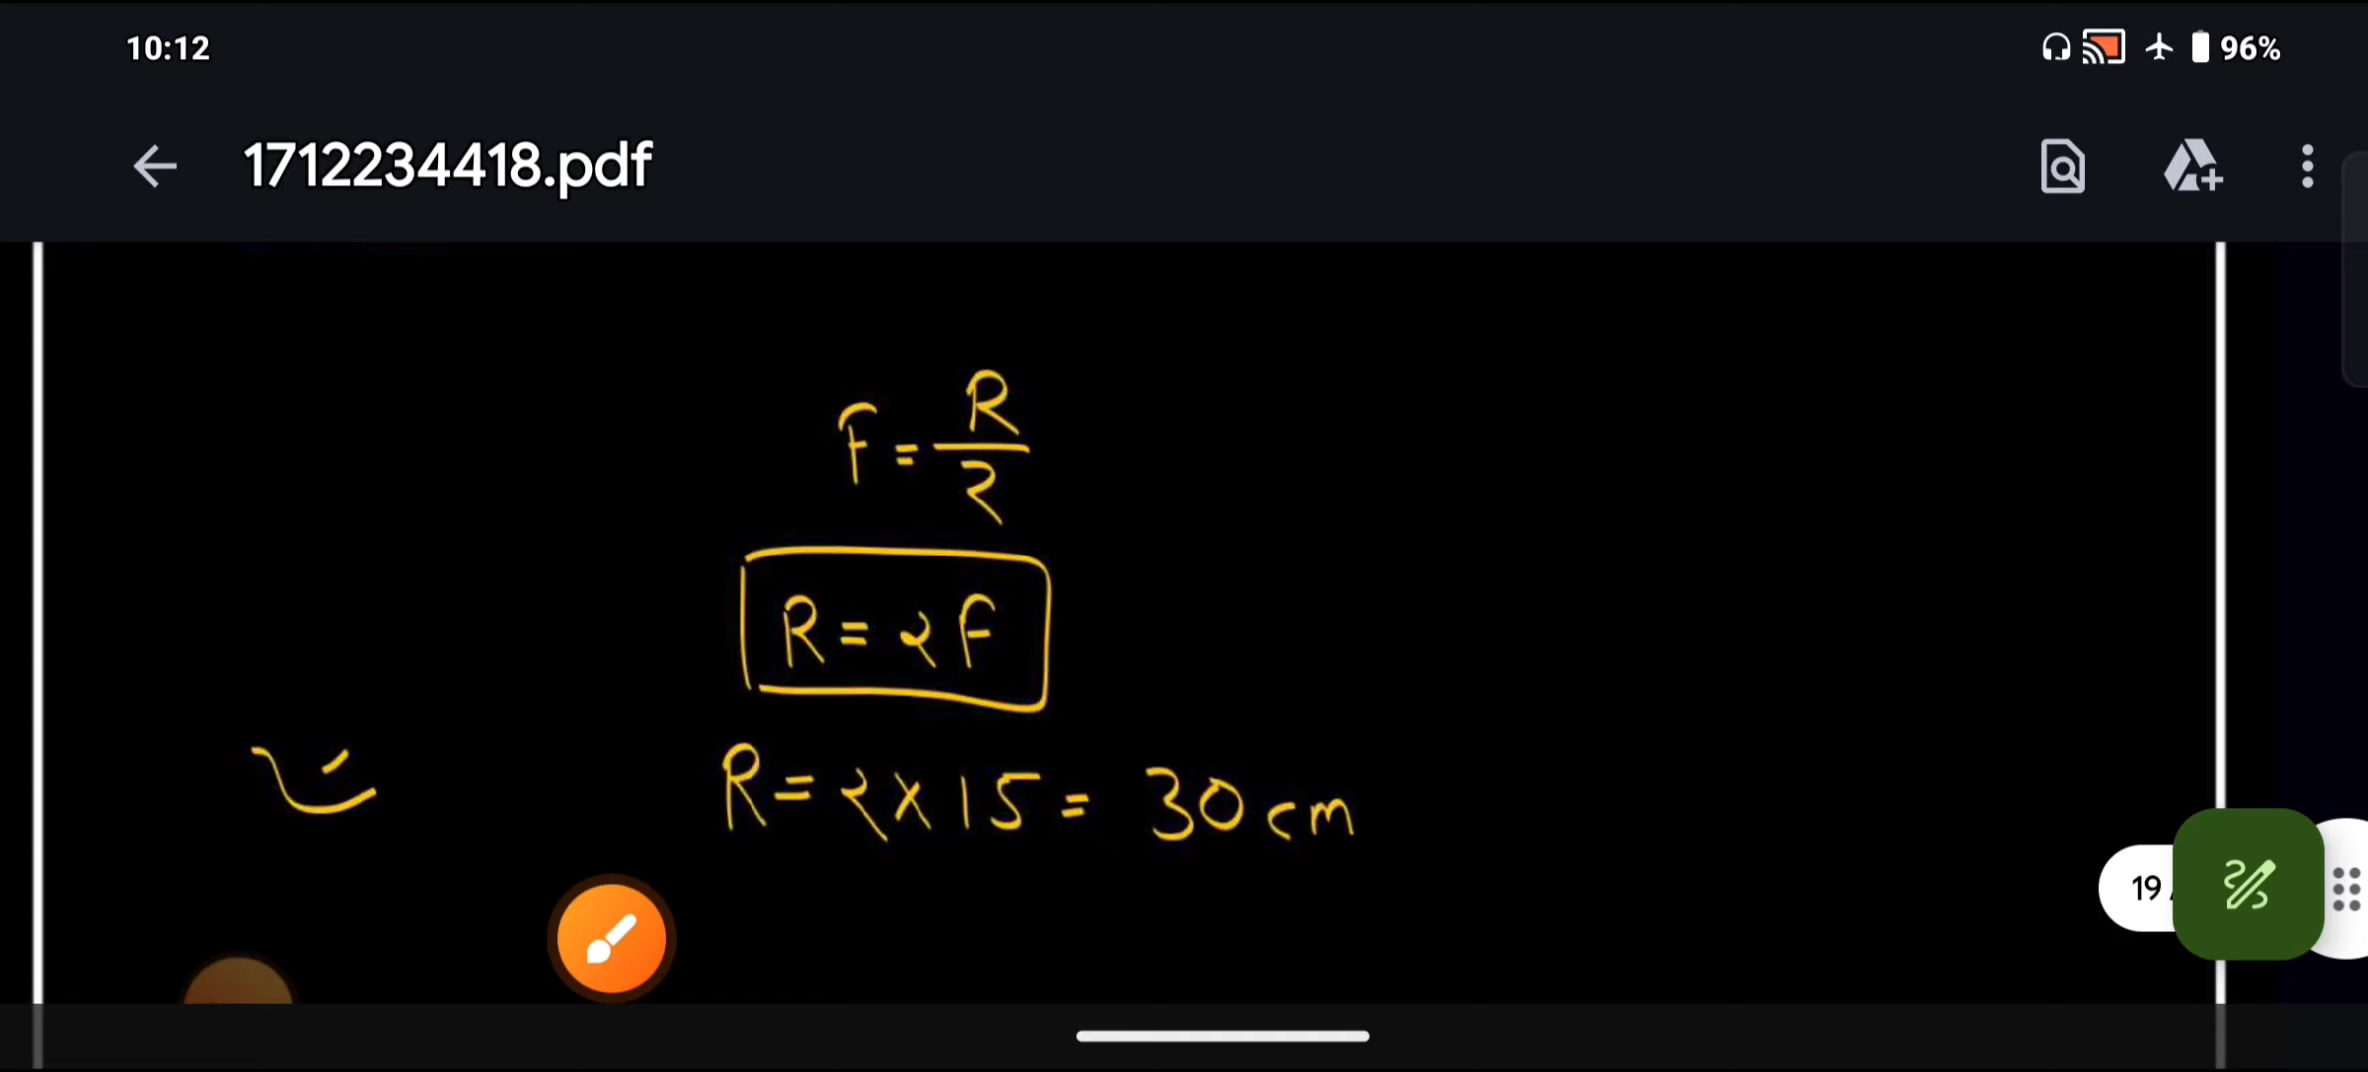 10:12
96%
1712234418.pdf
F = R/2
R = 2F
R = 2 x 15 = 30 cm
19